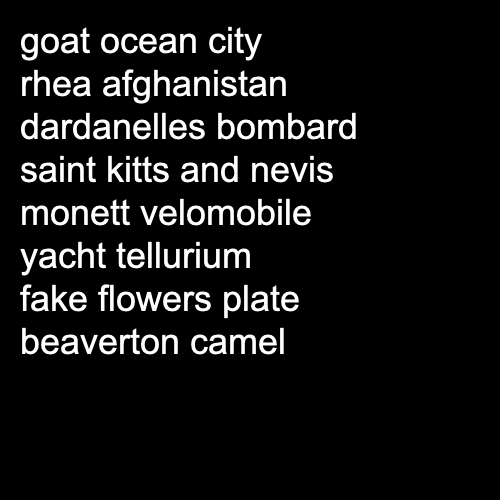 goat ocean city
rhea afghanistan
dardanelles bombard
saint kitts and nevis
monett velomobile
yacht tellurium
fake flowers plate
beaverton camel